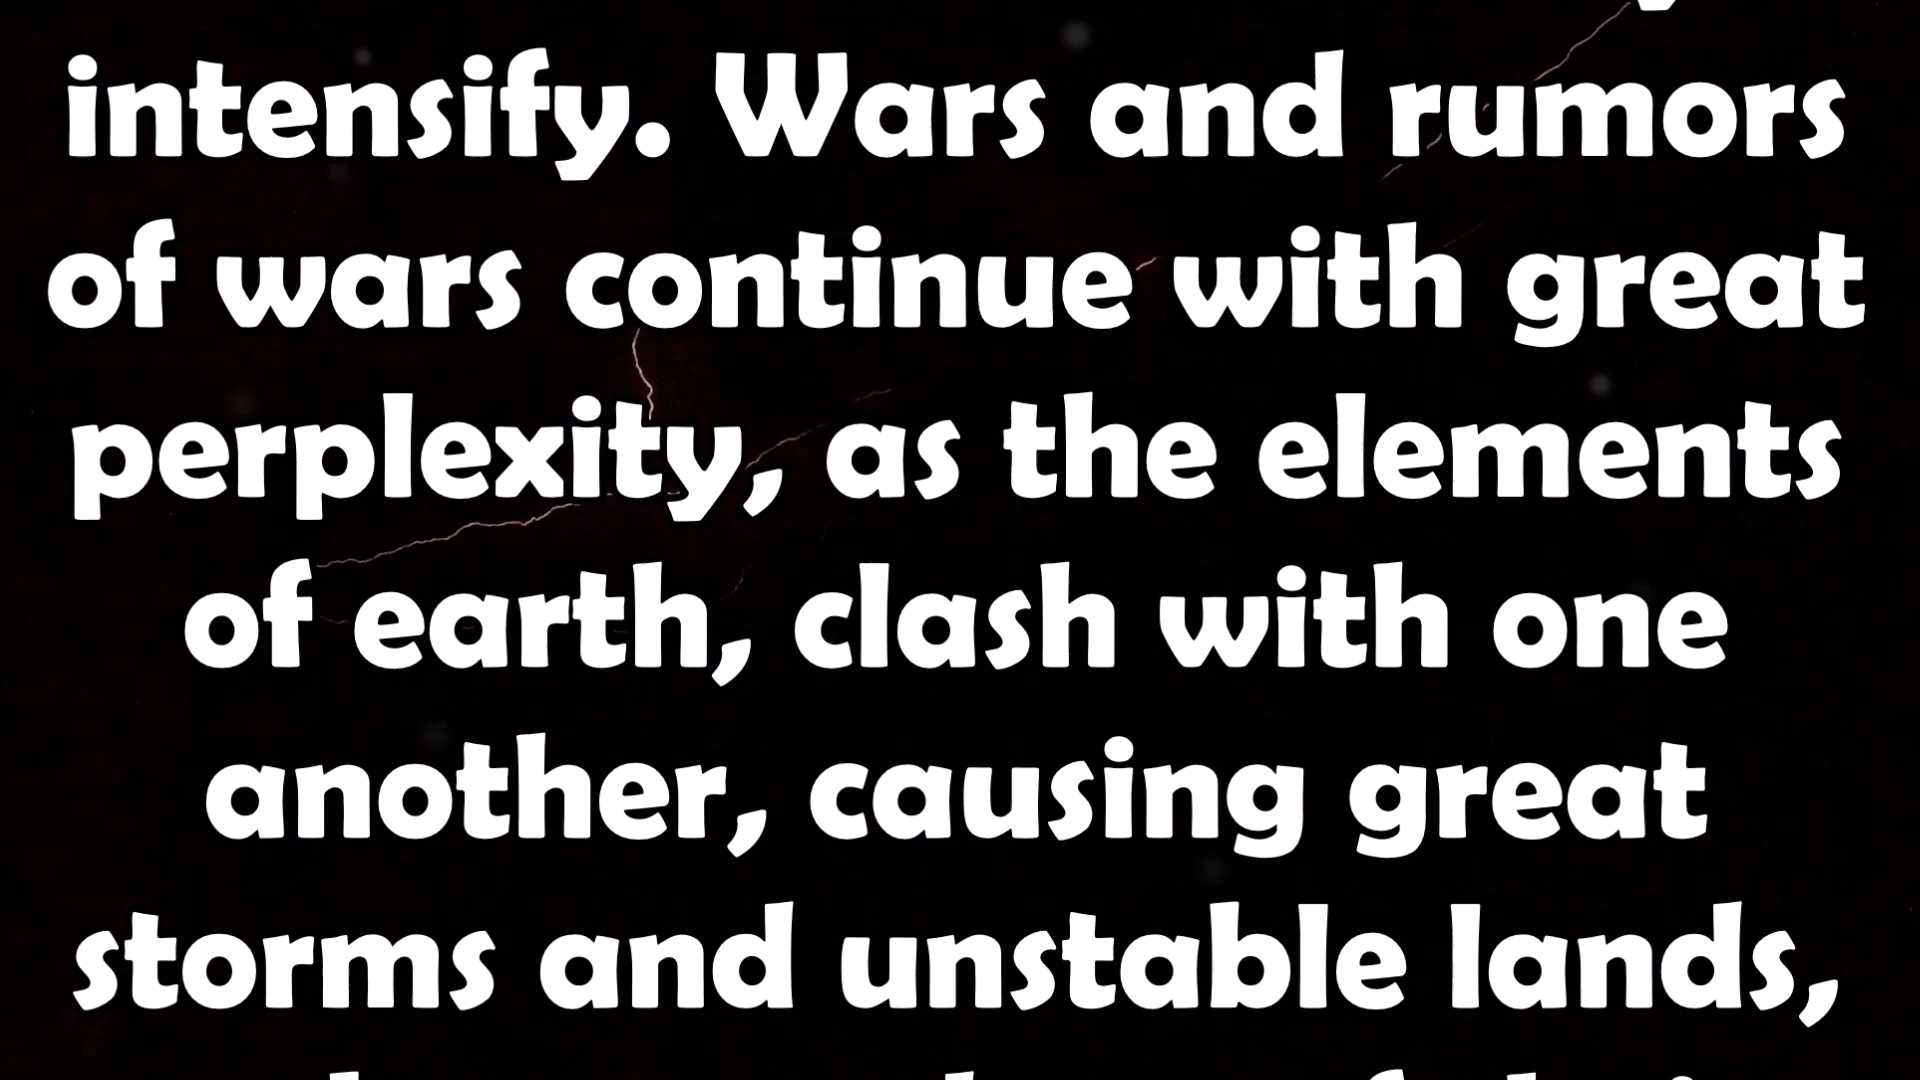 intensify. Wars and rumors
of wars continue with great
perplexity, as the elements
of earth, clash with one
another, causing great
storms and unstable lands,